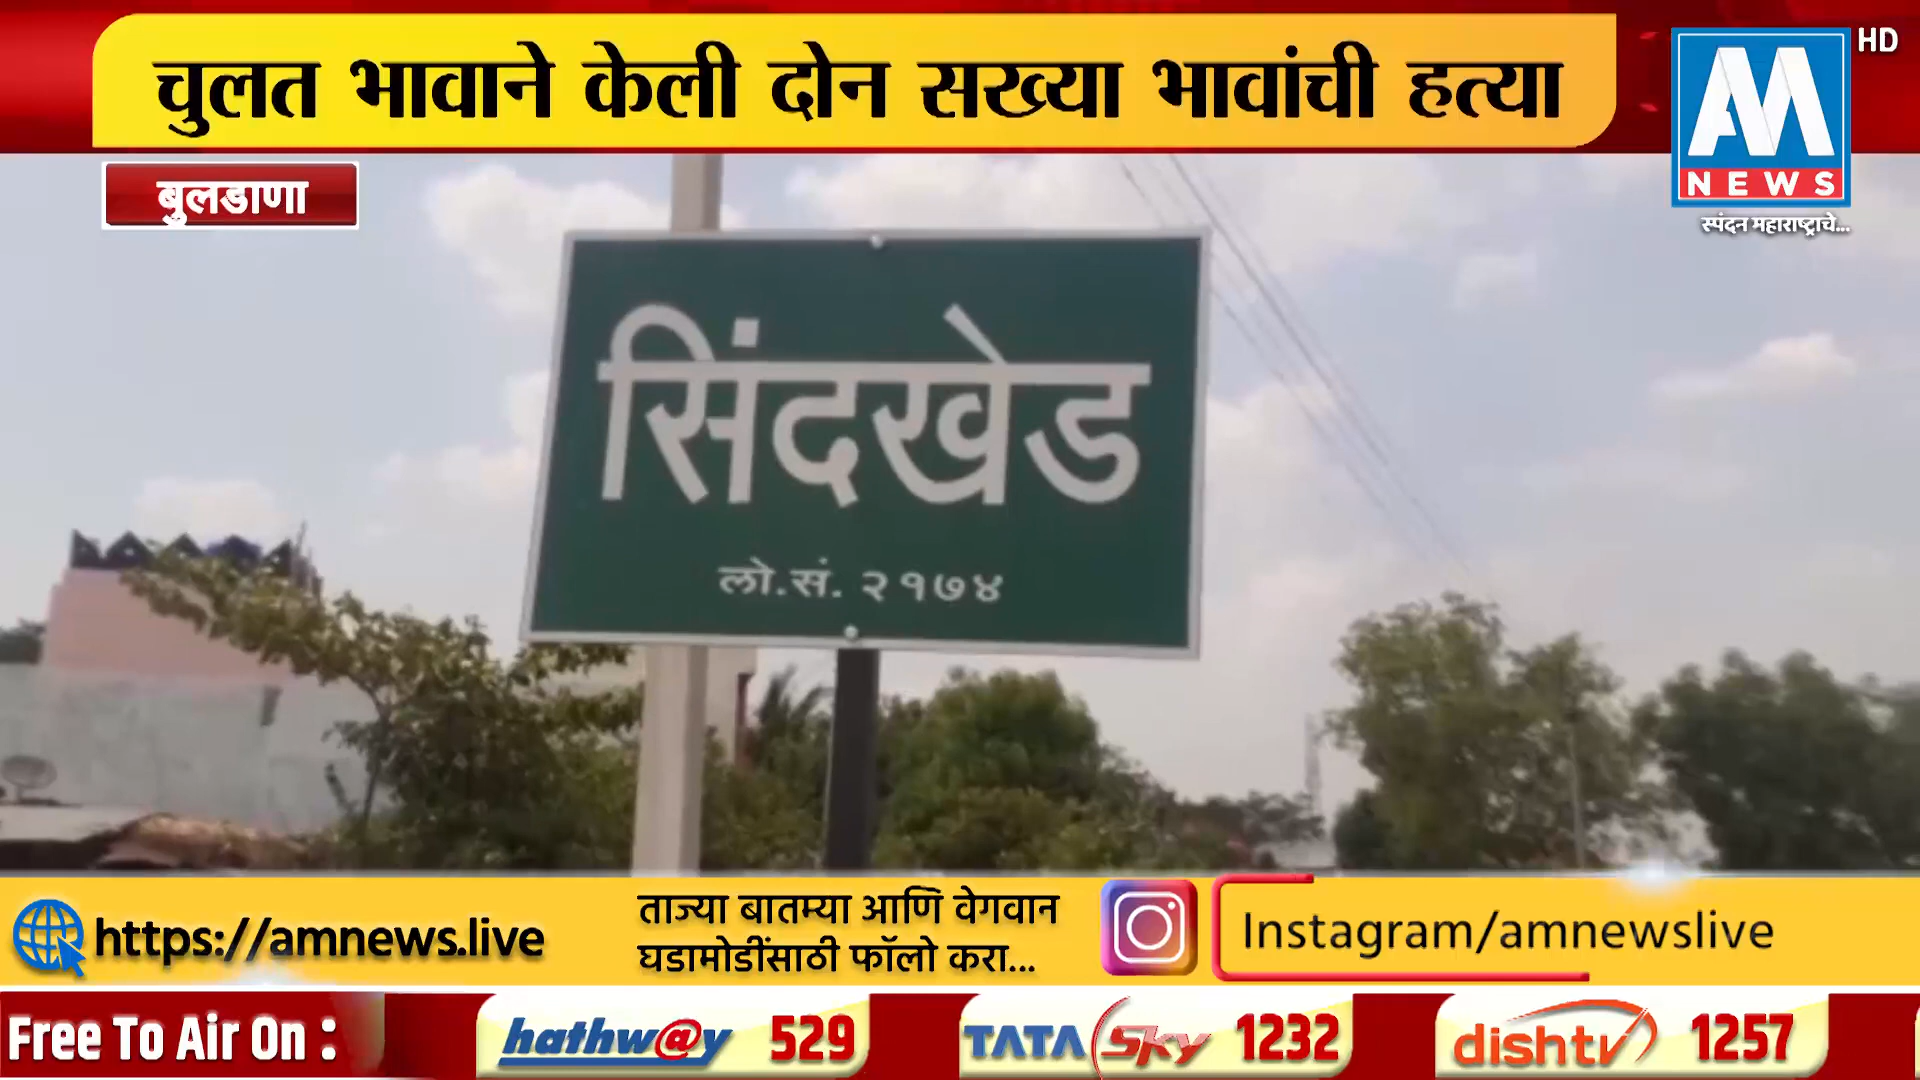 चुलत भावाने केली दोन सख्या भावांची हत्या
HD
AM
NEWS
स्पंदन महाराष्ट्राचे...
बुलडाणा
सिंदखेड
लो.सं. २१७४
https://amnews.live
ताज्या बातम्या आणि वेगवान
घडामोडींसाठी फॉलो करा...
Instagram/amnewslive
Free To Air On :
hathw@y 529
TATA Sky 1232
dishtv 1257